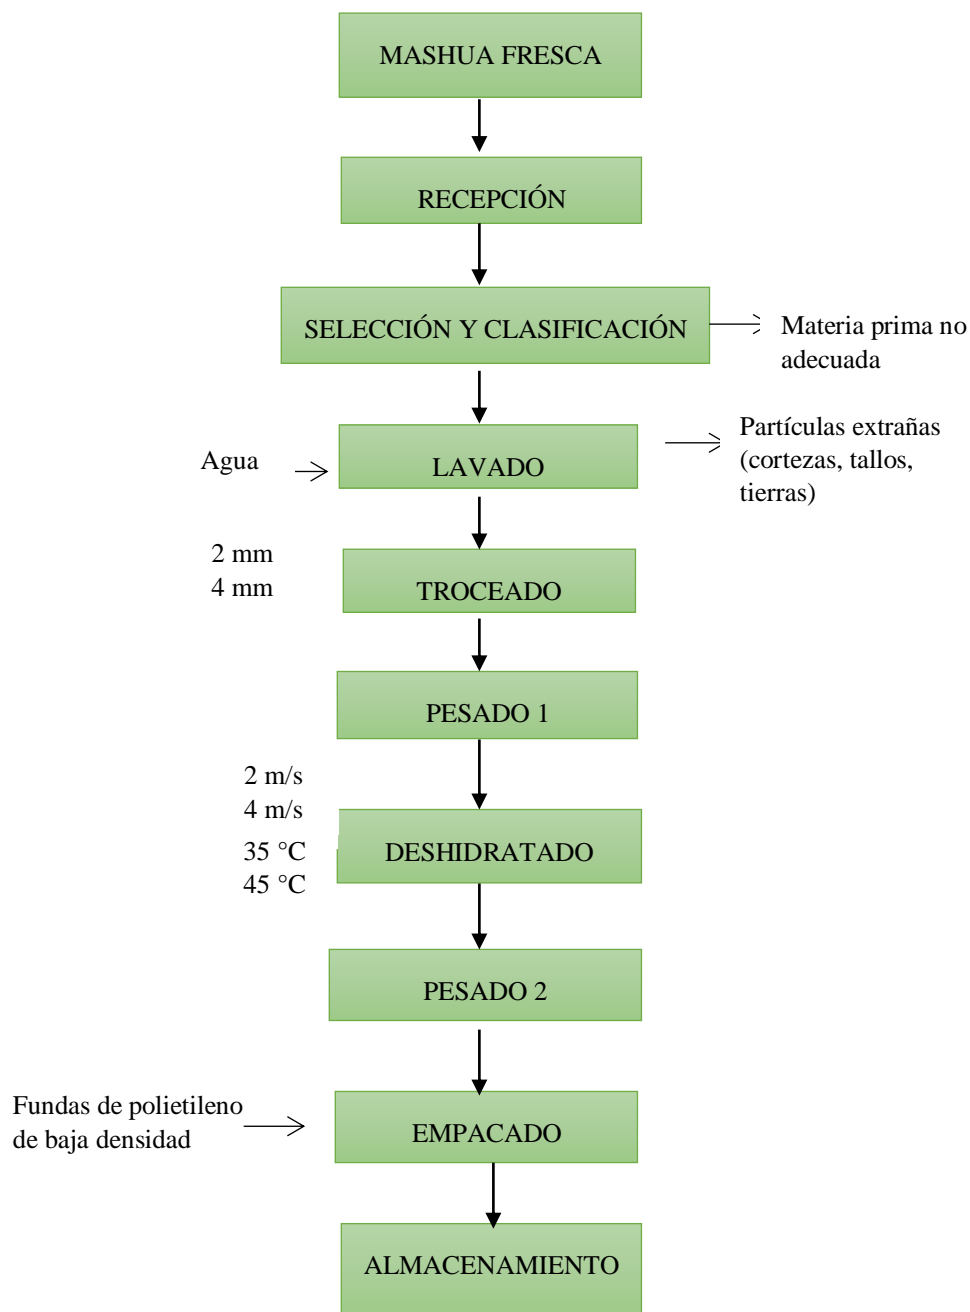 MASHUA FRESCA
RECEPCIÓN
SELECCIÓN Y CLASIFICACIÓN
Materia prima no
adecuada
Partículas extrañas
(cortezas, tallos,
tierras)
Agua
LAVADO
2 mm
4 mm
TROCEADO
PESADO 1
2 m/s
4 m/s
35 °C
45 °C
DESHIDRATADO
PESADO 2
Fundas de polietileno
de baja densidad
EMPACADO
ALMACENAMIENTO